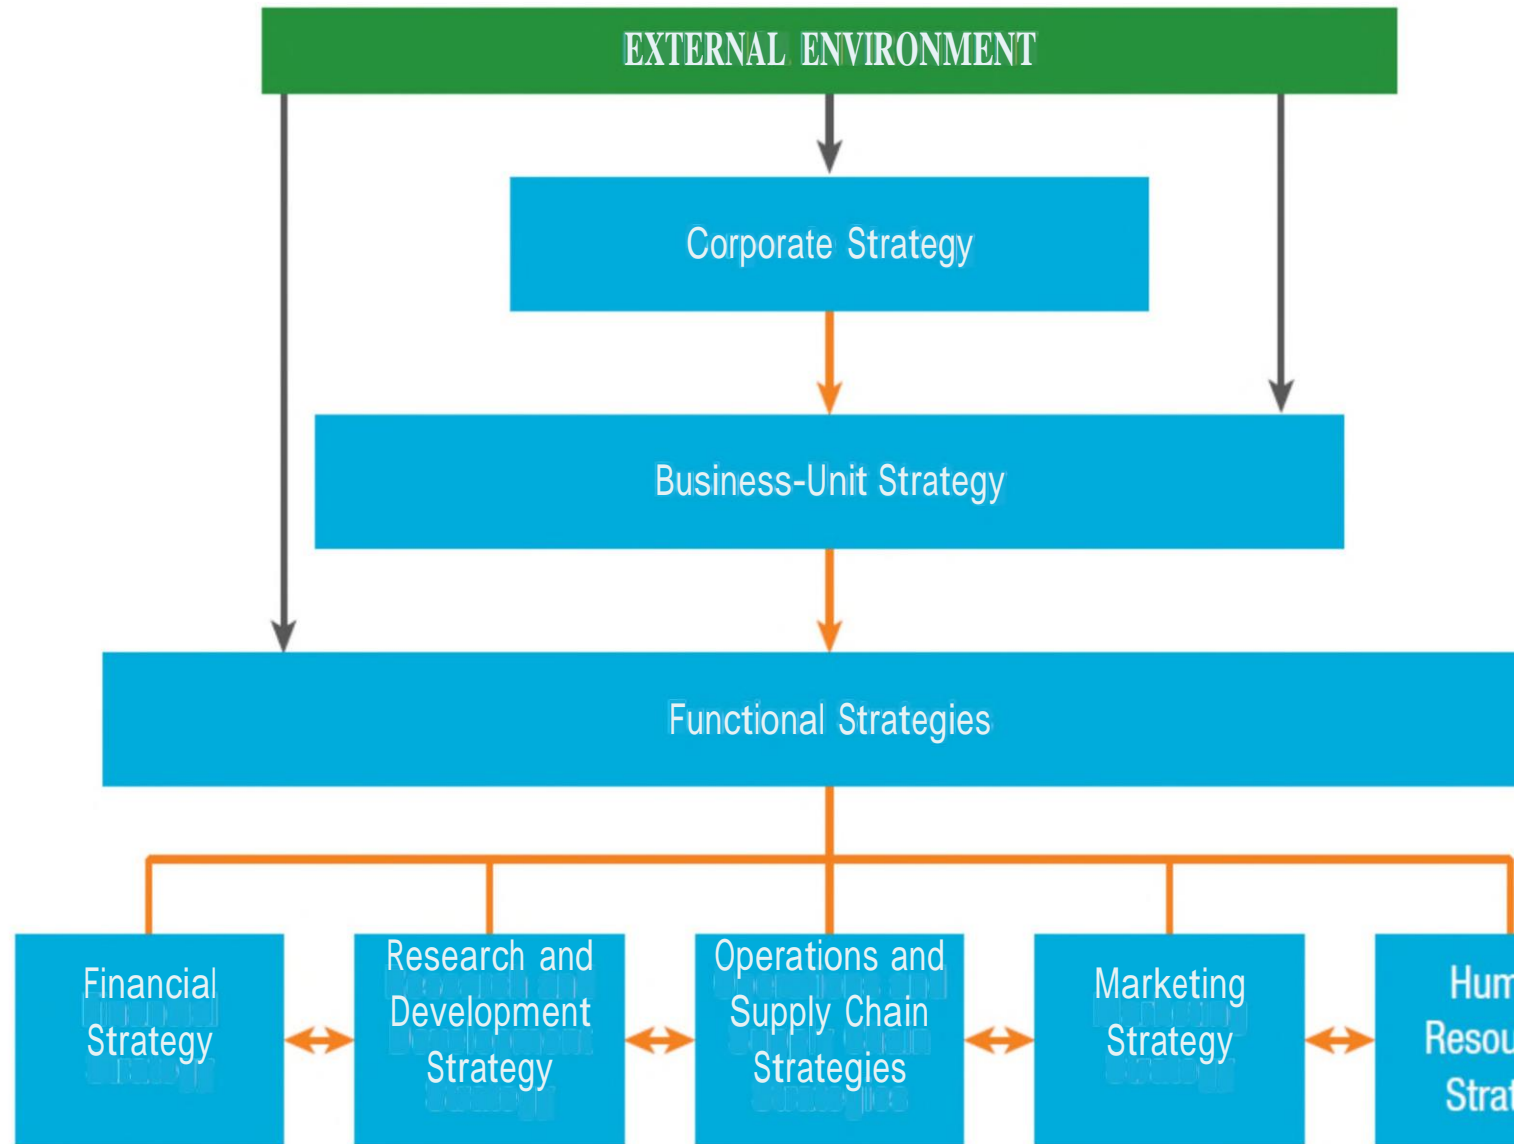 EXTERNAL ENVIRONMENT
Corporate Strategy
Business-Unit Strategy
Functional Strategies
Financial
Strategy
Research and
Development
Strategy
Operations and
Supply Chain
Strategies
Marketing
Strategy